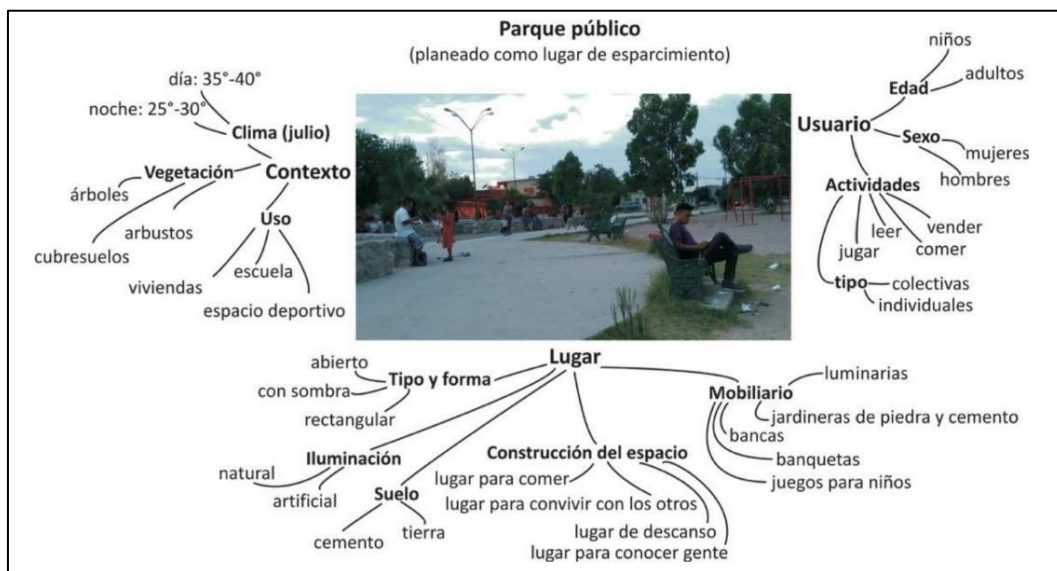 Parque público
(planeado como lugar de esparcimiento)
día: 35°-40°
noche: 25°-30°
Clima (julio)
Vegetación
Contexto
árboles
arbustos
cubresuelos
Uso
escuela
viviendas
espacio deportivo
niños
adultos
Edad
Usuario
Sexo
mujeres
hombres
Actividades
vender
leer
comer
jugar
tipo
colectivas
individuales
Lugar
abierto
Tipo y forma
con sombra
rectangular
Iluminación
natural
artificial
Suelo
cemento
tierra
Construcción del espacio
lugar para comer
lugar para convivir con los otros
lugar de descanso
lugar para conocer gente
luminarias
Mobiliario
jardineras de piedra y cemento
bancas
banquetas
juegos para niños